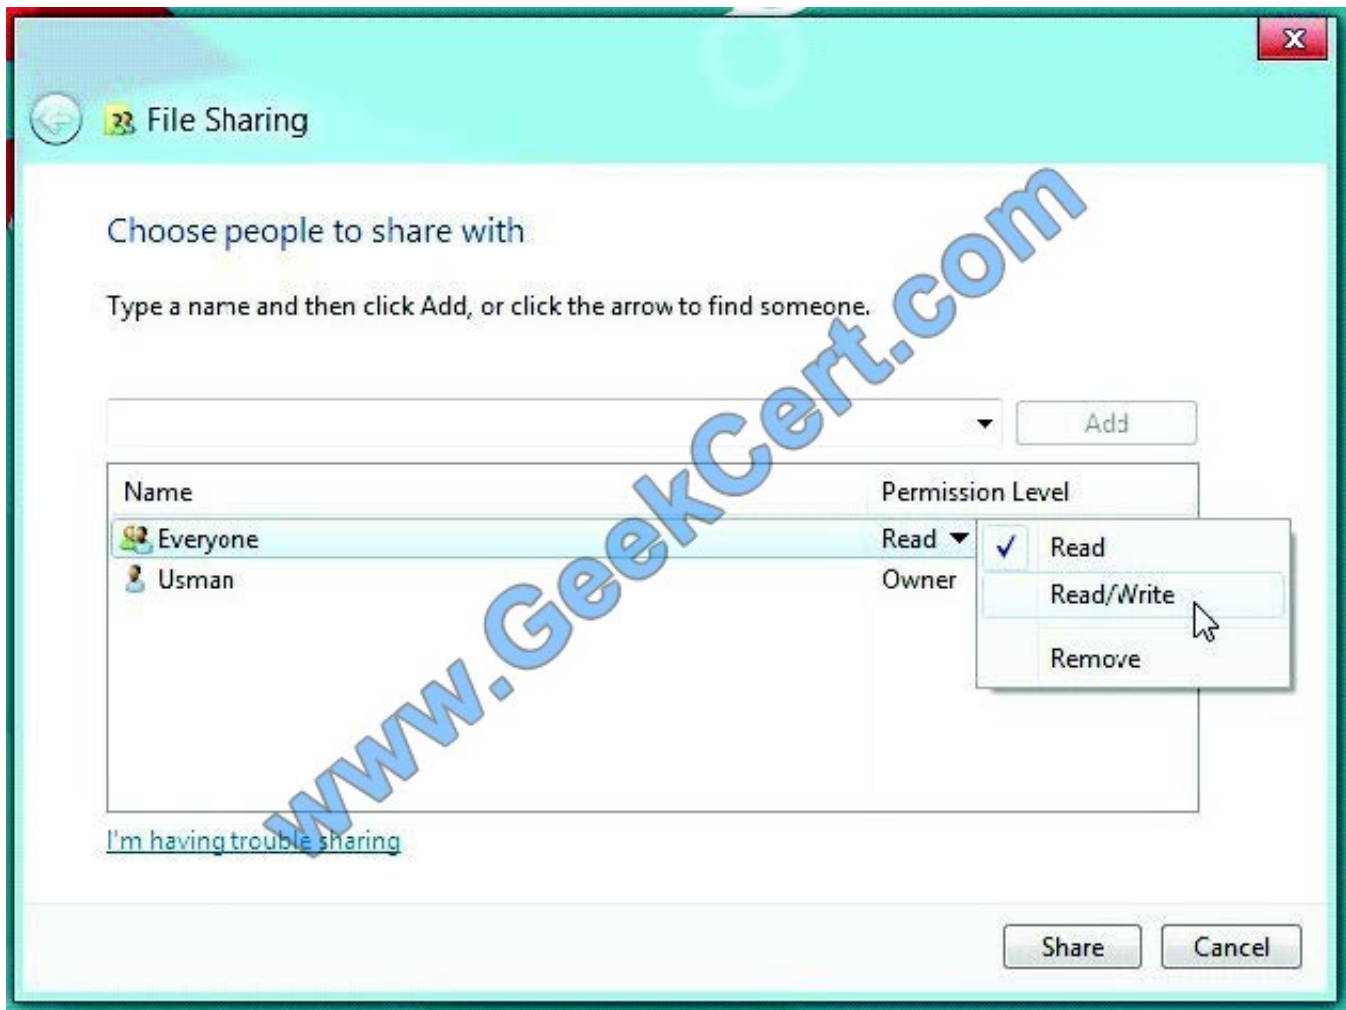 x
File Sharing
Choose people to share with
Type a name and then click Add, or click the arrow to find someone.
Add
Name Permission Level
Everyone Read Read
Usman Owner Read/Write
Remove
www.GeekCert.com
I'm having trouble sharing
Share Cancel